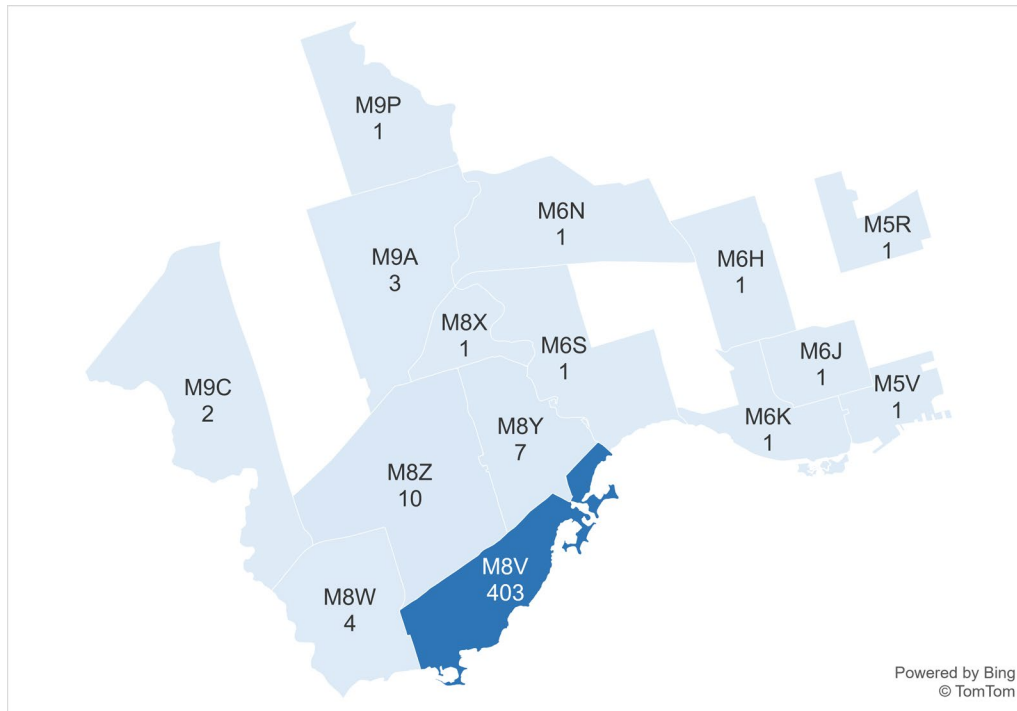 M9P
1
M6N
1
M5R
1
M9A
3
M6H
1
M8X
1
M6S
1
M6J
1
M9C
2
M5V
1
M8Y
7
M6K
1
M8Z
10
M8V
403
M8W
4
Powered by Bing
© TomTom